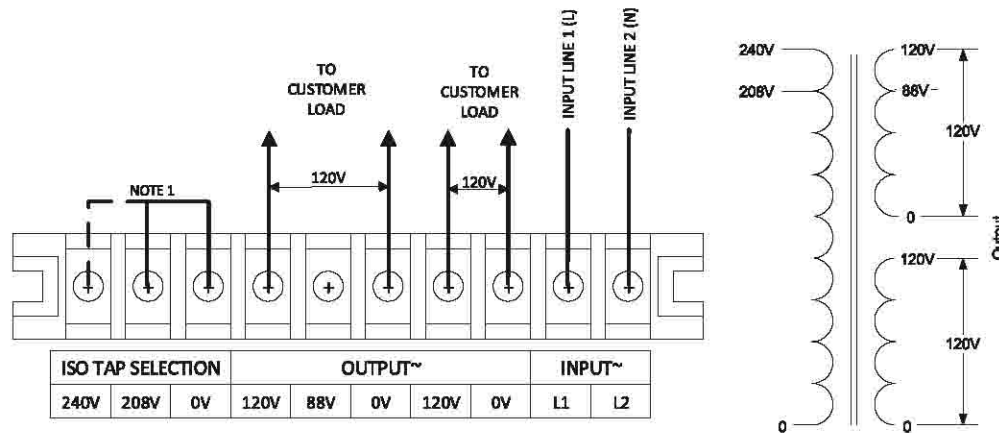 TO
CUSTOMER
LOAD
TO
CUSTOMER
LOAD
INPUT LINE 1 (L)
INPUT LINE 2 (N)
NOTE 1
120V
120V
ISO TAP SELECTION OUTPUT~ INPUT~
240V 208V 0V 120V 88V 0V 120V 0V L1 L2
240V
208V
0
120V
88V
120V
0
120V
120V
0
Output